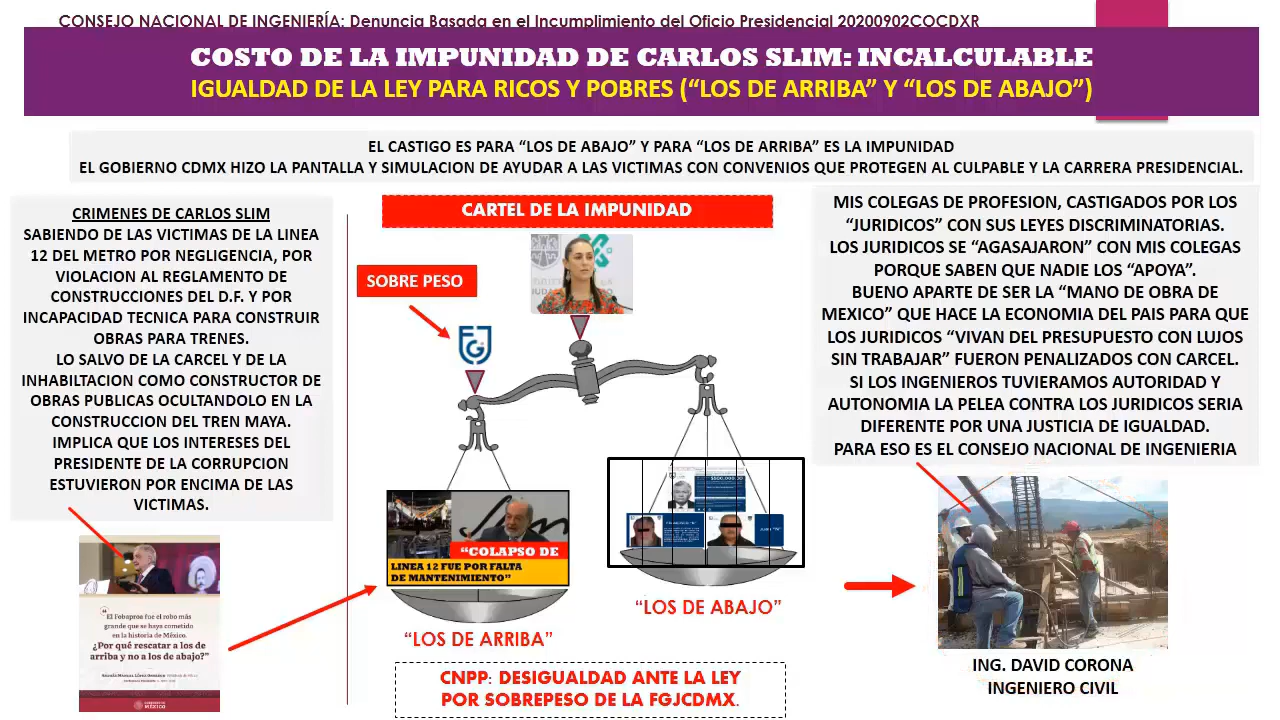 CONSEJO NACIONAL DE INGENIERÍA: Denuncia Basada en el Incumplimiento del Oficio Presidencial 20200902COCDXR
COSTO DE LA IMPUNIDAD DE CARLOS SLIM: INCALCULABLE
IGUALDAD DE LA LEY PARA RICOS Y POBRES (“LOS DE ARRIBA” Y “LOS DE ABAJO”)
EL CASTIGO ES PARA “LOS DE ABAJO” Y PARA “LOS DE ARRIBA” ES LA IMPUNIDAD
EL GOBIERNO CDMX HIZO LA PANTALLA Y SIMULACION DE AYUDAR A LAS VICTIMAS CON CONVENIOS QUE PROTEGEN AL CULPABLE Y LA CARRERA PRESIDENCIAL.
CRIMENES DE CARLOS SLIM
SABIENDO DE LAS VICTIMAS DE LA LINEA
12 DEL METRO POR NEGLIGENCIA, POR
VIOLACION AL REGLAMENTO DE
CONSTRUCCIONES DEL D.F. Y POR
INCAPACIDAD TECNICA PARA CONSTRUIR
OBRAS PARA TRENES.
LO SALVO DE LA CARCEL Y DE LA
INHABILTACION COMO CONSTRUCTOR DE
OBRAS PUBLICAS OCULTANDOLO EN LA
CONSTRUCCION DEL TREN MAYA.
IMPLICA QUE LOS INTERESES DEL
PRESIDENTE DE LA CORRUPCION
ESTUVIERON POR ENCIMA DE LAS
VICTIMAS.
“El Fobaproa fue el robo más
grande que se haya cometido
en la historia de México.
¿Por qué rescatar a los de
arriba y no a los de abajo?”
GOBIERNO DE
MÉXICO
CARTEL DE LA IMPUNIDAD
SOBRE PESO
FJ
G
“COLAPSO DE
LINEA 12 FUE POR FALTA
DE MANTENIMIENTO”
“LOS DE ARRIBA”
$500,000.00
“LOS DE ABAJO”
CNPP: DESIGUALDAD ANTE LA LEY
POR SOBREPESO DE LA FGJCDMX.
MIS COLEGAS DE PROFESION, CASTIGADOS POR LOS
“JURIDICOS” CON SUS LEYES DISCRIMINATORIAS.
LOS JURIDICOS SE “AGASAJARON” CON MIS COLEGAS
PORQUE SABEN QUE NADIE LOS “APOYA”.
BUENO APARTE DE SER LA “MANO DE OBRA DE
MEXICO” QUE HACE LA ECONOMIA DEL PAIS PARA QUE
LOS JURIDICOS “VIVAN DEL PRESUPUESTO CON LUJOS
SIN TRABAJAR” FUERON PENALIZADOS CON CARCEL.
SI LOS INGENIEROS TUVIERAMOS AUTORIDAD Y
AUTONOMIA LA PELEA CONTRA LOS JURIDICOS SERIA
DIFERENTE POR UNA JUSTICIA DE IGUALDAD.
PARA ESO ES EL CONSEJO NACIONAL DE INGENIERIA
ING. DAVID CORONA
INGENIERO CIVIL